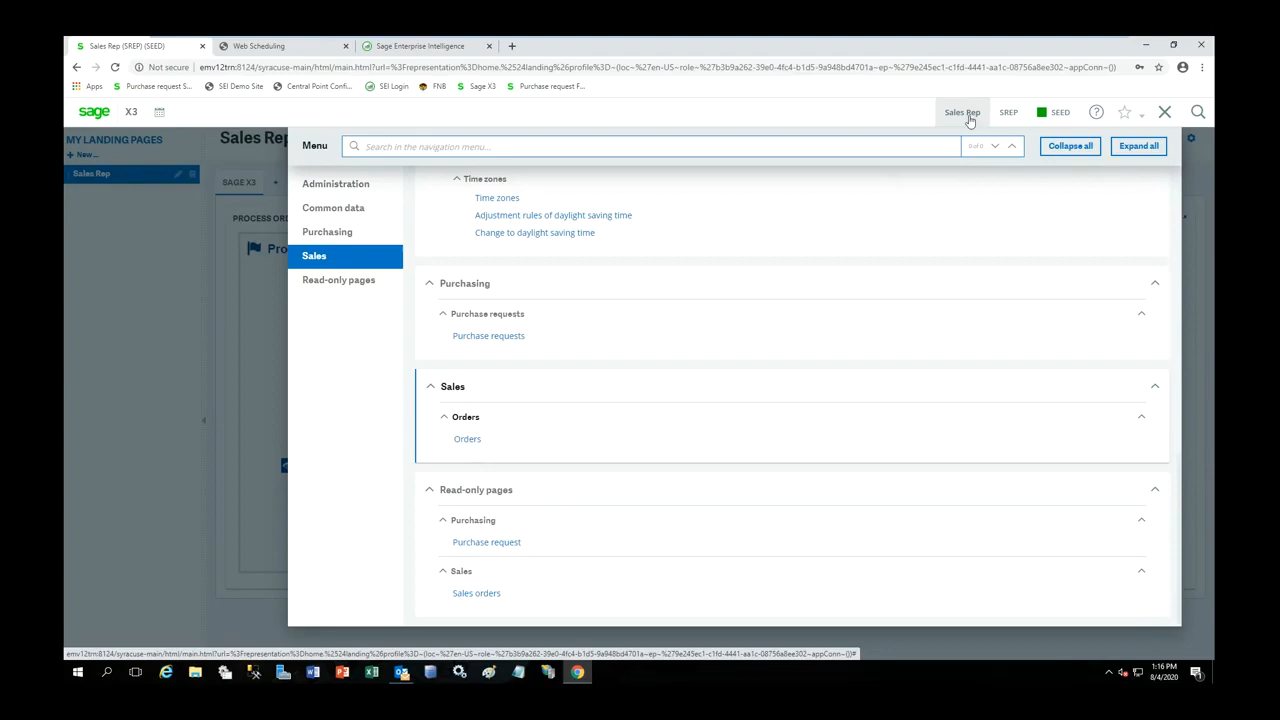 Sales Rep (SREP) (SEED)
Web Scheduling
Sage Enterprise Intelligence
Not secure
emv12trn:8124/syracuse-main/html/main.html?url=%3Frepresentation%3Dhome.%2524landing%26profile%3D~(loc~%27en-US~role~%27b3b9a262-39e0-4fc4-b1d5-9a948bd4701a~ep~%279e245ec1-c1fd-4441-aa1c-08756a8ee302~appConn~())
Apps
Purchase request S...
SEI Demo Site
Central Point Confi...
SEI Login
FNB
Sage X3
Purchase request F...
sage
X3
Sales Rep
SREP
SEED
MY LANDING PAGES
New...
Sales Rep
Sales Rep
SAGE X3
PROCESS ORD
Pro
Menu
Search in the navigation menu...
0 of 0
Collapse all
Expand all
Administration
Common data
Purchasing
Sales
Read-only pages
Time zones
Time zones
Adjustment rules of daylight saving time
Change to daylight saving time
Purchasing
Purchase requests
Purchase requests
Sales
Orders
Orders
Read-only pages
Purchasing
Purchase request
Sales
Sales orders
emv12trn:8124/syracuse-main/html/main.html?url=%3Frepresentation%3Dhome.%2524landing%26profile%3D~(loc~%27en-US~role~%27b3b9a262-39e0-4fc4-b1d5-9a948bd4701a~ep~%279e245ec1-c1fd-4441-aa1c-08756a8ee302~appConn~())#
1:16 PM
8/4/2020